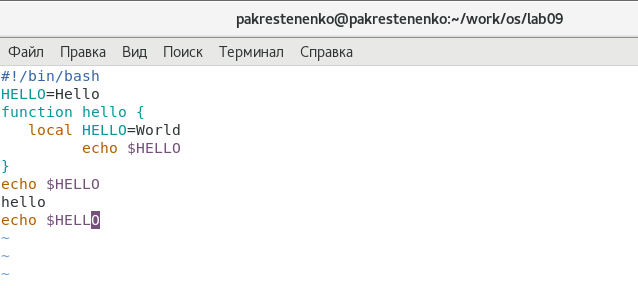 pakrestenenko@pakrestenenko:~/work/os/lab09
Файл Правка Вид Поиск Терминал Справка
#!/bin/bash
HELLO=Hello
function hello {
   local HELLO=World
         echo $HELLO
}
echo $HELLO
hello
echo $HELLO
~
~
~